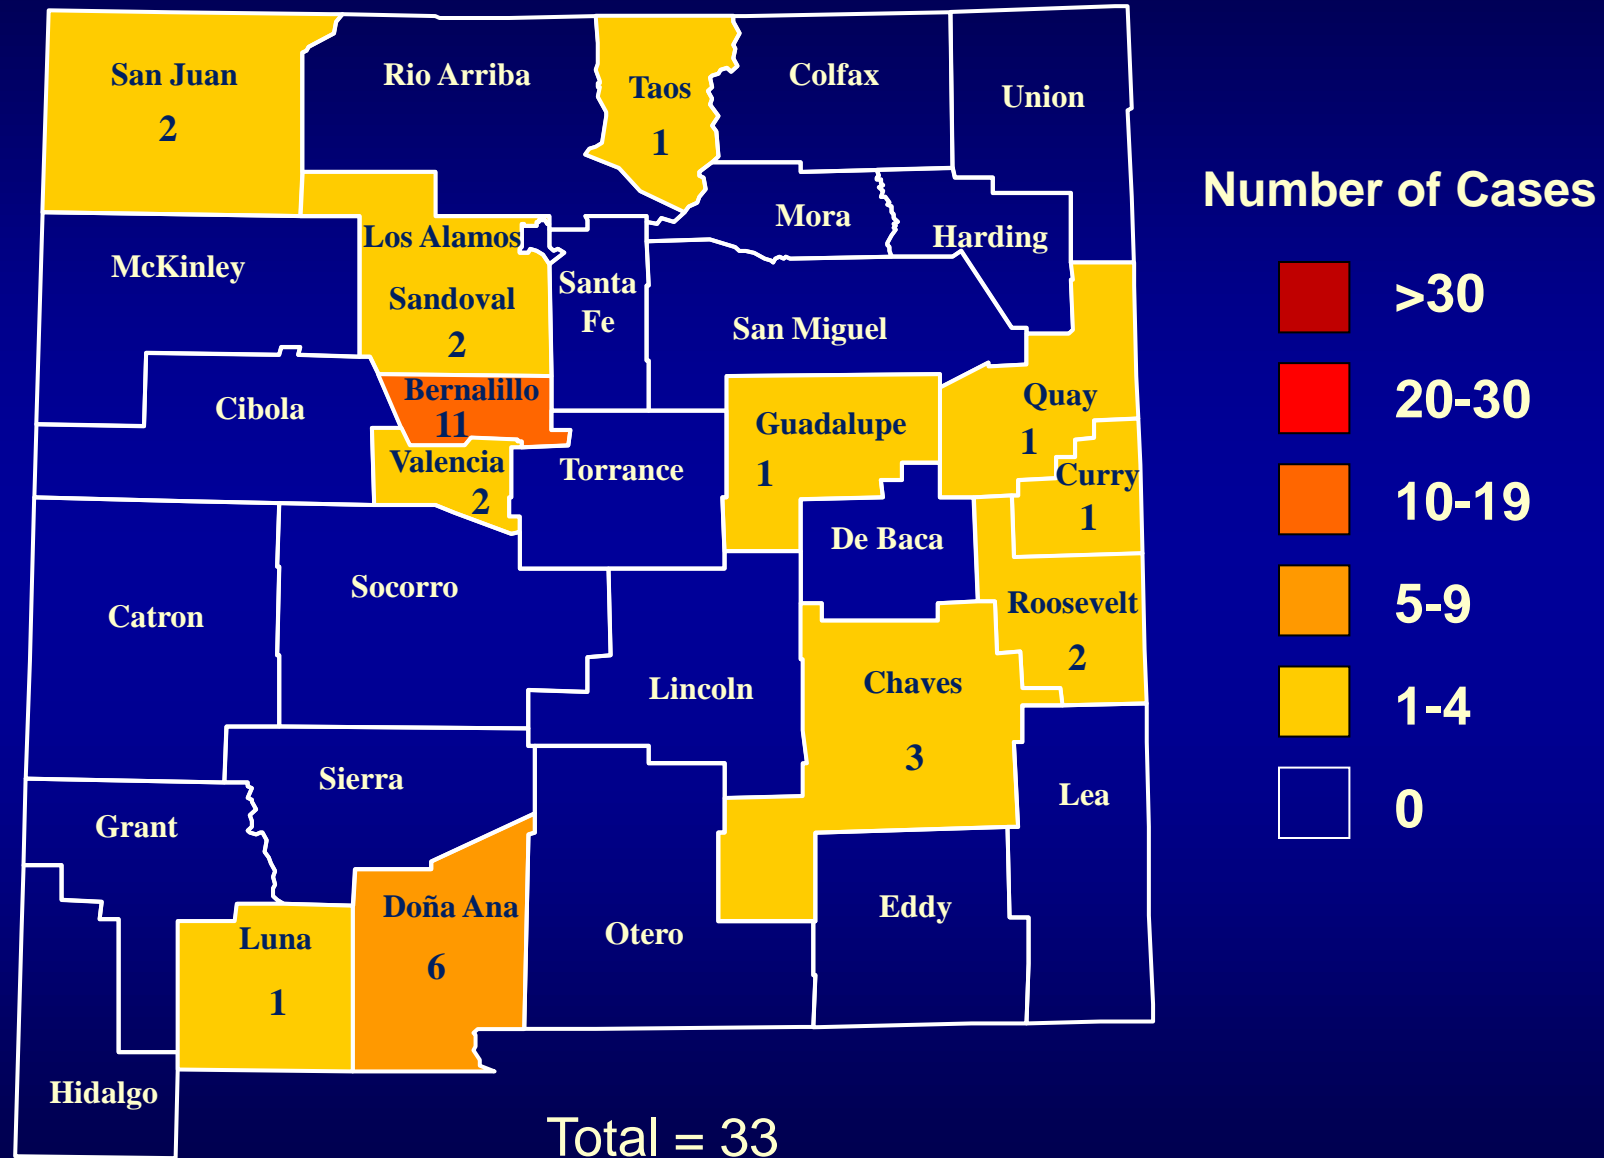 San Juan
2
Rio Arriba
Taos
1
Colfax
Union
McKinley
Los Alamos
Sandoval
2
Santa
Fe
Mora
Harding
San Miguel
Cibola
Bernalillo
11
Valencia
2
Torrance
Guadalupe
1
Quay
1
Curry
1
De Baca
Roosevelt
2
Catron
Socorro
Lincoln
Chaves
3
Sierra
Grant
Lea
Luna
1
Doña Ana
6
Otero
Eddy
Hidalgo
Total = 33
Number of Cases
>30
20-30
10-19
5-9
1-4
0